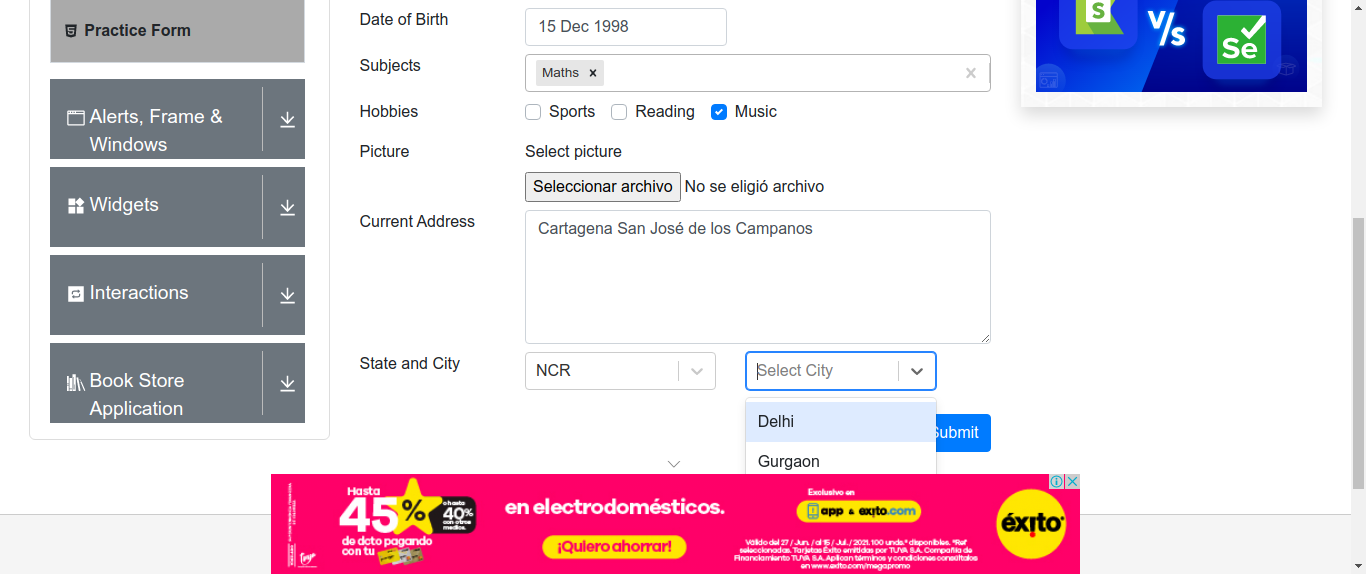 Practice Form
Alerts, Frame &
Windows
Widgets
Interactions
Book Store
Application
Date of Birth
15 Dec 1998
Subjects
Maths
Hobbies
Sports
Reading
Music
Picture
Select picture
Seleccionar archivo No se eligió archivo
Current Address
Cartagena San José de los Campanos
State and City
NCR
Select City
Delhi
Gurgaon
Submit
S
V/s
Se
Hasta
45%
o hasta
40%
con otros
medios.
de dcto pagando
con tu
en electrodomésticos.
¡Quiero ahorrar!
Exclusivo en
app & exito.com
Válido del 27 / Jun. / al 15 / Jul. / 2021. 100 unds.* disponibles. *Ref
seleccionadas. Tarjetas Éxito emitidas por TUYA S.A. Compañía de
Financiamiento TUYA S.A. Aplican términos y condiciones consúltalos
en www.exito.com/megapromo
éxito